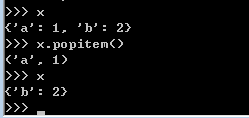 >>> x
{'a': 1, 'b': 2}
>>> x.popitem()
('a', 1)
>>> x
{'b': 2}
>>>